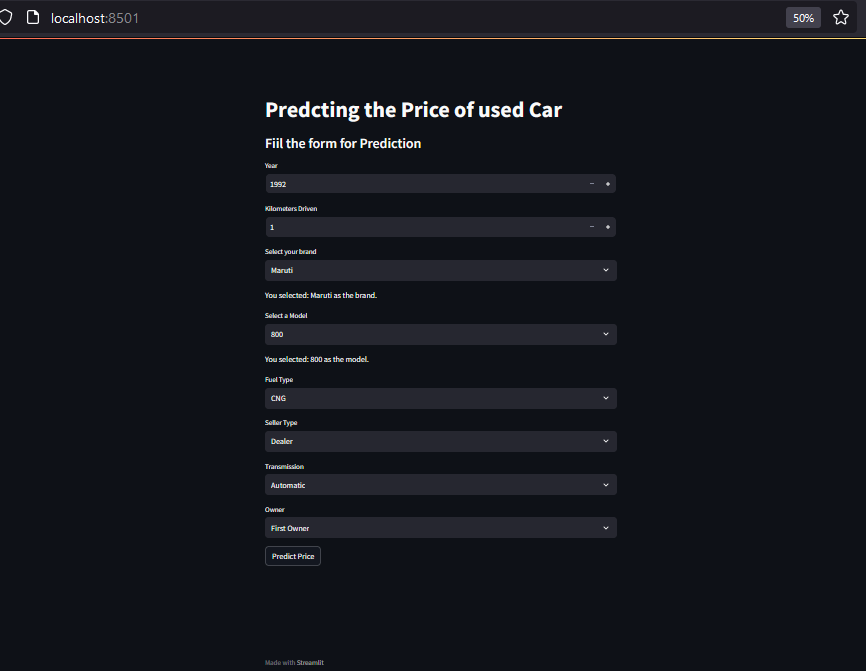 localhost:8501
50%
Predcting the Price of used Car
Fiil the form for Prediction
Year
1992
Kilometers Driven
1
Select your brand
Maruti
You selected: Maruti as the brand.
Select a Model
800
You selected: 800 as the model.
Fuel Type
CNG
Seller Type
Dealer
Transmission
Automatic
Owner
First Owner
Predict Price
Made with Streamlit